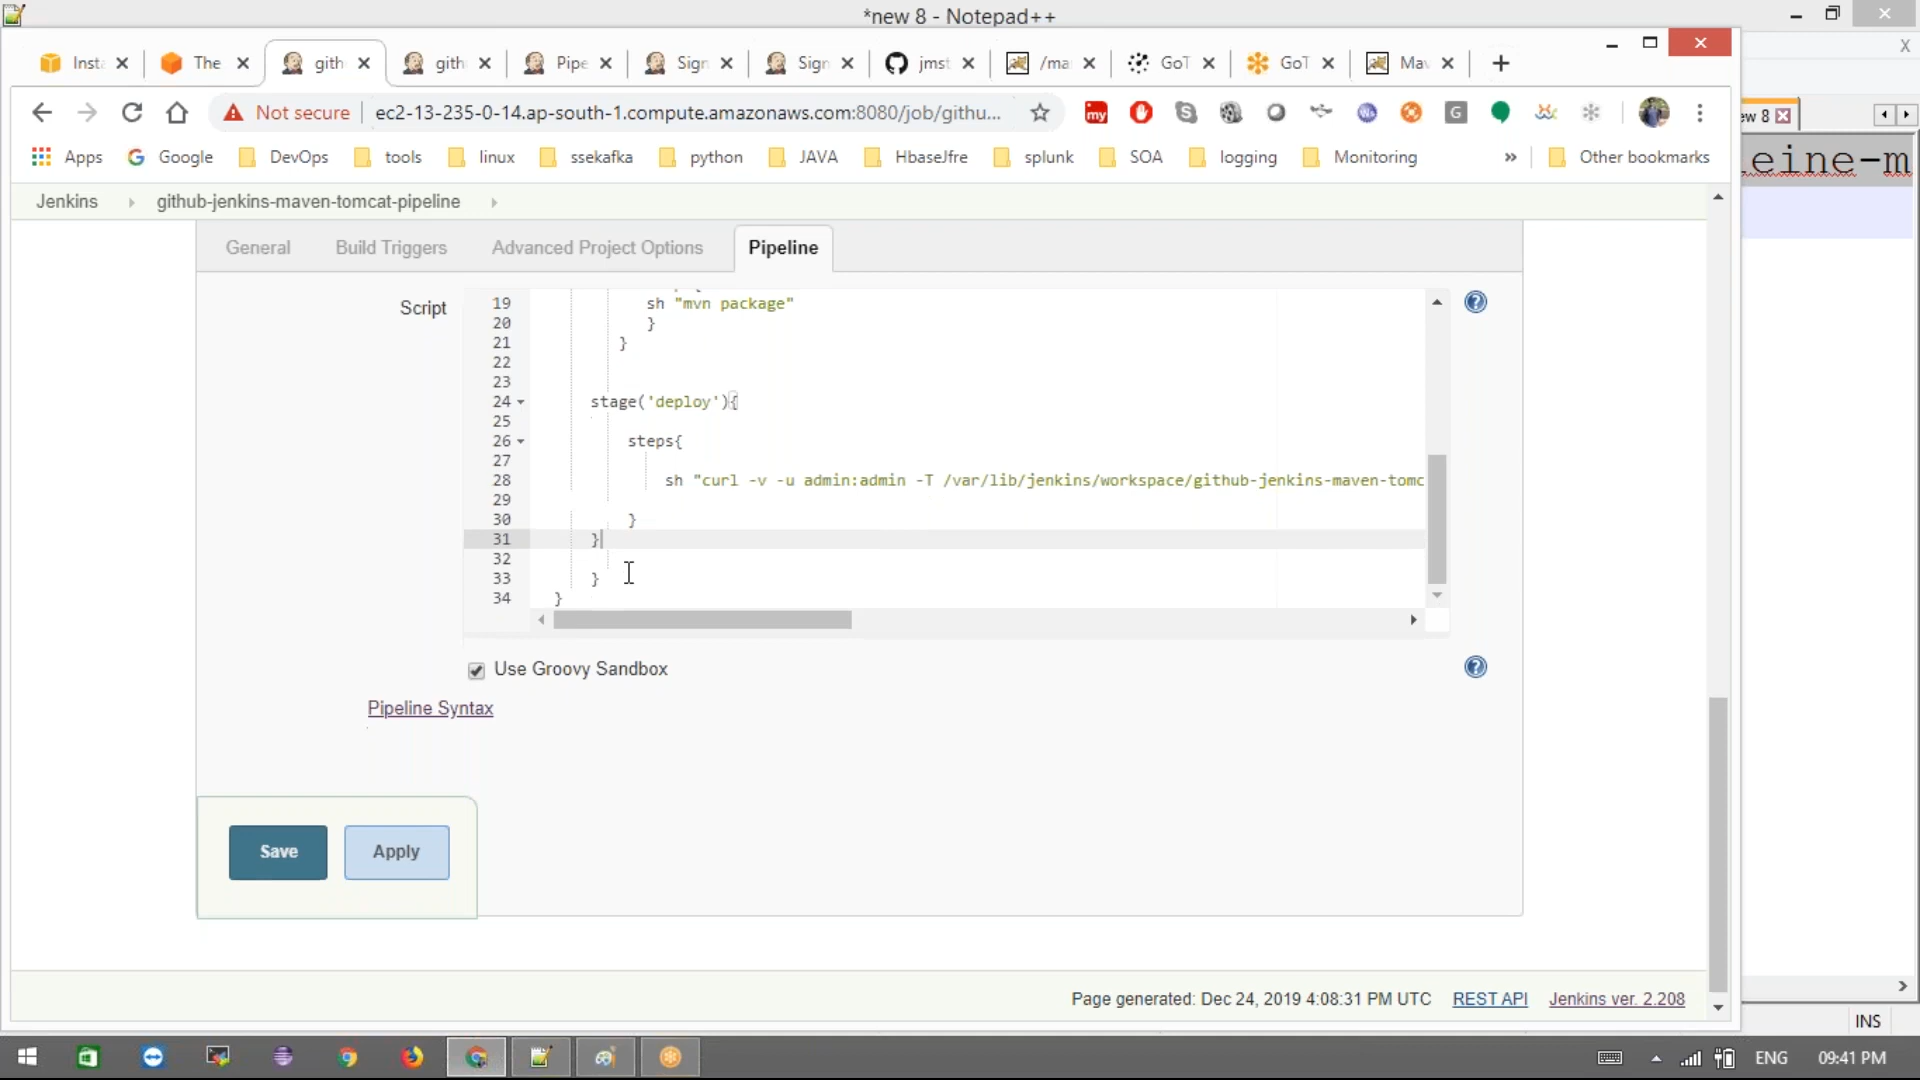 *new 8 - Notepad++
Inst
The
gith
gith
Pipe
Sign
Sign
jmst
/ma
GoT
GoT
Mav
Not secure
ec2-13-235-0-14.ap-south-1.compute.amazonaws.com:8080/job/githu...
ew 8
Apps
Google
DevOps
tools
linux
ssekafka
python
JAVA
HbaseJfre
splunk
SOA
logging
Monitoring
»
Other bookmarks
eine-m
Jenkins
github-jenkins-maven-tomcat-pipeline
General
Build Triggers
Advanced Project Options
Pipeline
Script
19 sh "mvn package"
20 }
21 }
22
23
24 stage('deploy'){
25
26 steps{
27
28 sh "curl -v -u admin:admin -T /var/lib/jenkins/workspace/github-jenkins-maven-tomc
29
30 }
31 }
32
33 }
34 }
Use Groovy Sandbox
Pipeline Syntax
Save
Apply
Page generated: Dec 24, 2019 4:08:31 PM UTC
REST API
Jenkins ver. 2.208
INS
ENG
09:41 PM